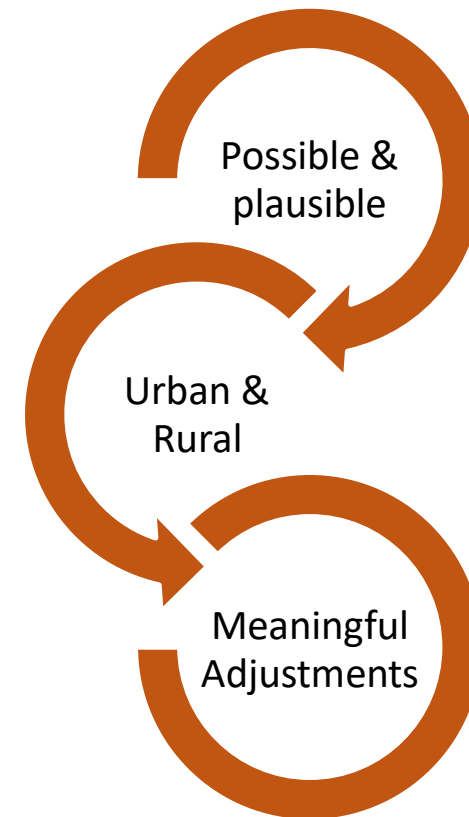 Possible &
plausible
Urban &
Rural
Meaningful
Adjustments